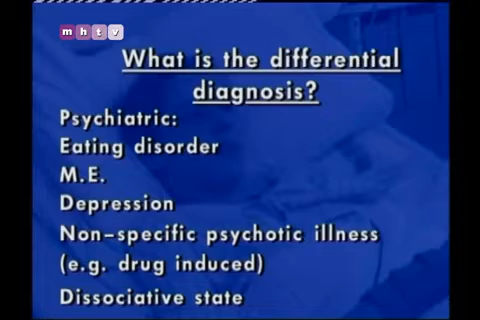 mhtv
What is the differential
diagnosis?
Psychiatric:
Eating disorder
M.E.
Depression
Non-specific psychotic illness
(e.g. drug induced)
Dissociative state